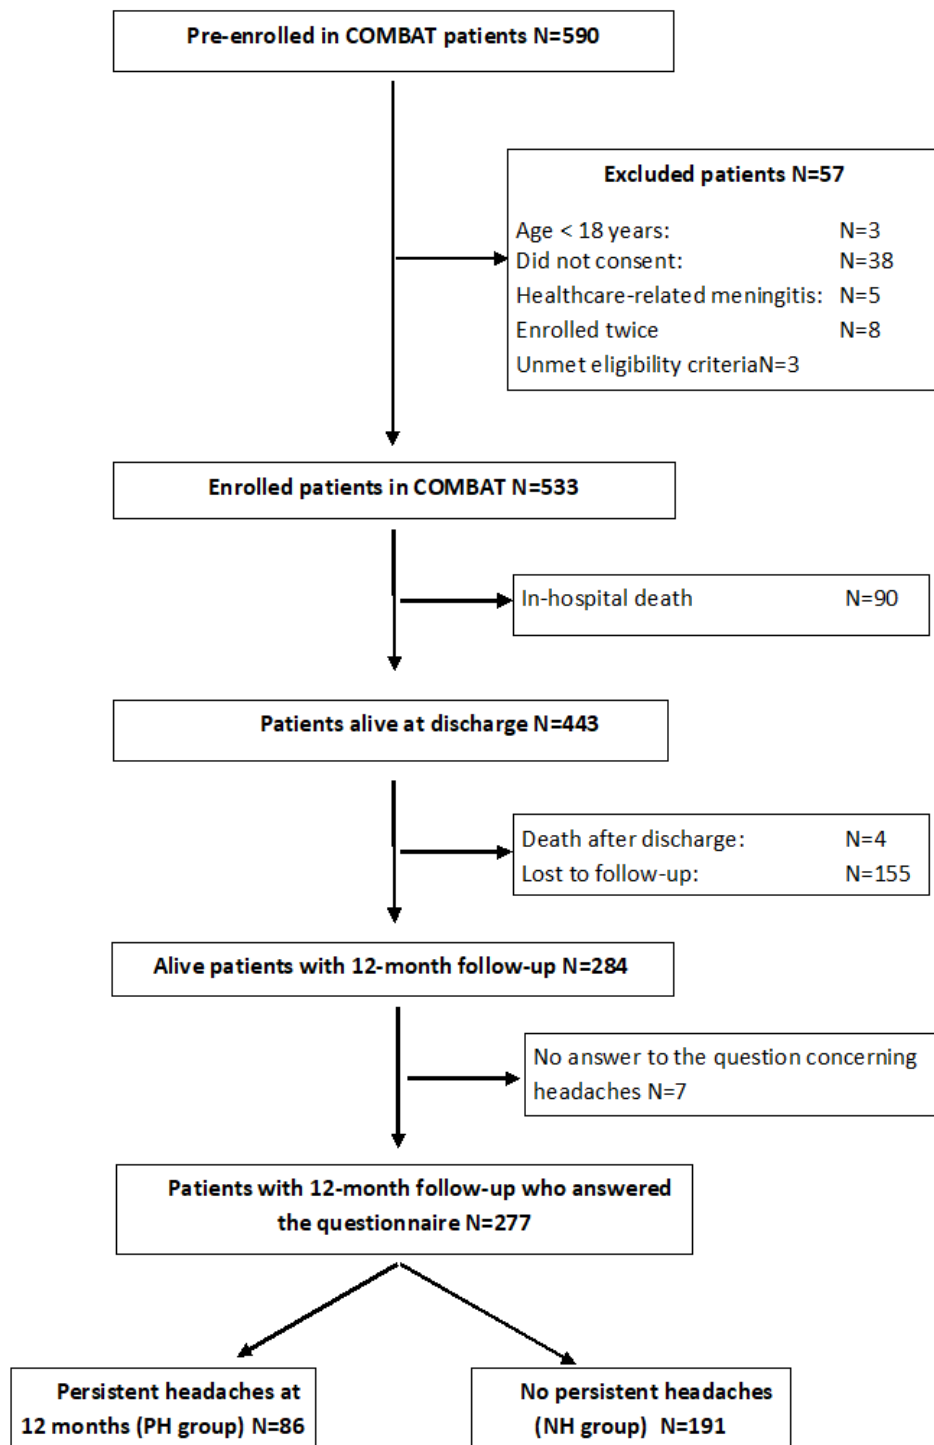 Pre-enrolled in COMBAT patients N=590
Excluded patients N=57
Age < 18 years: N=3
Did not consent: N=38
Healthcare-related meningitis: N=5
Enrolled twice N=8
Unmet eligibility criteriaN=3
Enrolled patients in COMBAT N=533
In-hospital death N=90
Patients alive at discharge N=443
Death after discharge: N=4
Lost to follow-up: N=155
Alive patients with 12-month follow-up N=284
No answer to the question concerning
headaches N=7
Patients with 12-month follow-up who answered
the questionnaire N=277
Persistent headaches at
12 months (PH group) N=86
No persistent headaches
(NH group) N=191